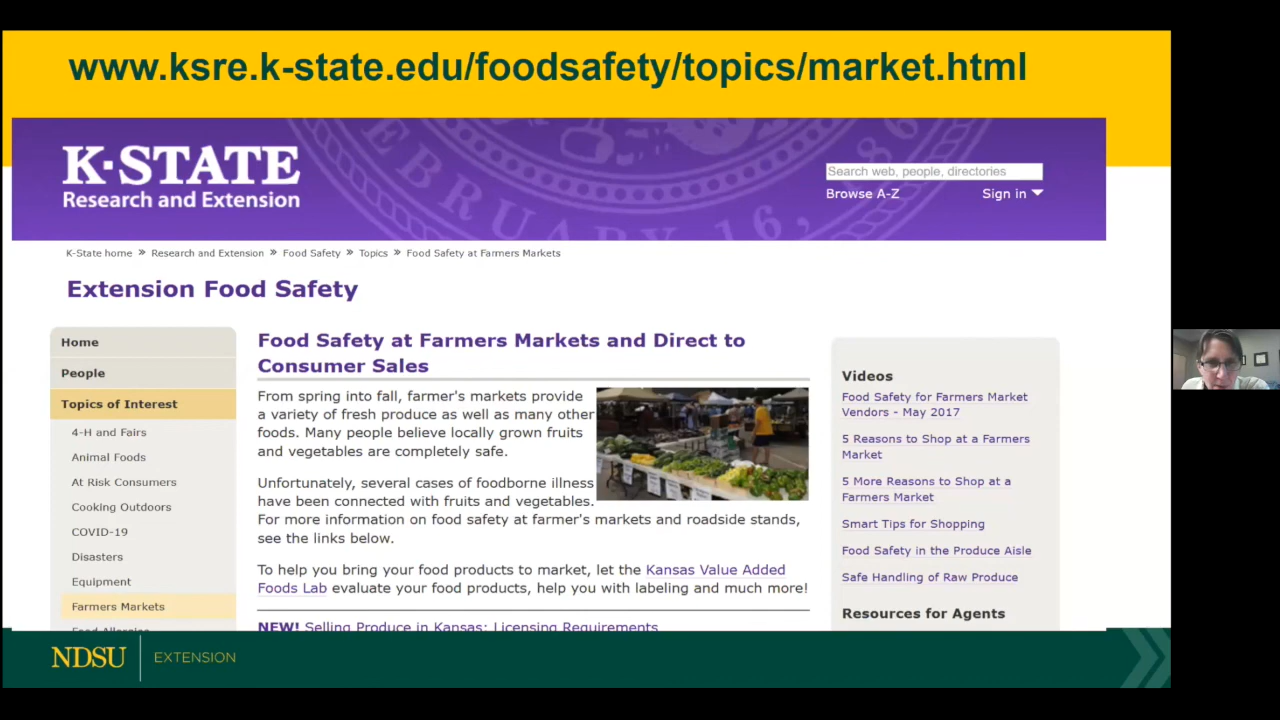 www.ksre.k-state.edu/foodsafety/topics/market.html
K-STATE
Research and Extension
Search web, people, directories
Browse A-Z
Sign in
K-State home » Research and Extension » Food Safety » Topics » Food Safety at Farmers Markets
Extension Food Safety
Home
People
Topics of Interest
4-H and Fairs
Animal Foods
At Risk Consumers
Cooking Outdoors
COVID-19
Disasters
Equipment
Farmers Markets
Food Allergies
Food Safety at Farmers Markets and Direct to
Consumer Sales
From spring into fall, farmer's markets provide
a variety of fresh produce as well as many other
foods. Many people believe locally grown fruits
and vegetables are completely safe.
Unfortunately, several cases of foodborne illness
have been connected with fruits and vegetables.
For more information on food safety at farmer's markets and roadside stands,
see the links below.
To help you bring your food products to market, let the Kansas Value Added
Foods Lab evaluate your food products, help you with labeling and much more!
NEW! Selling Produce in Kansas: Licensing Requirements
Videos
Food Safety for Farmers Market
Vendors - May 2017
5 Reasons to Shop at a Farmers
Market
5 More Reasons to Shop at a
Farmers Market
Smart Tips for Shopping
Food Safety in the Produce Aisle
Safe Handling of Raw Produce
Resources for Agents
NDSU EXTENSION